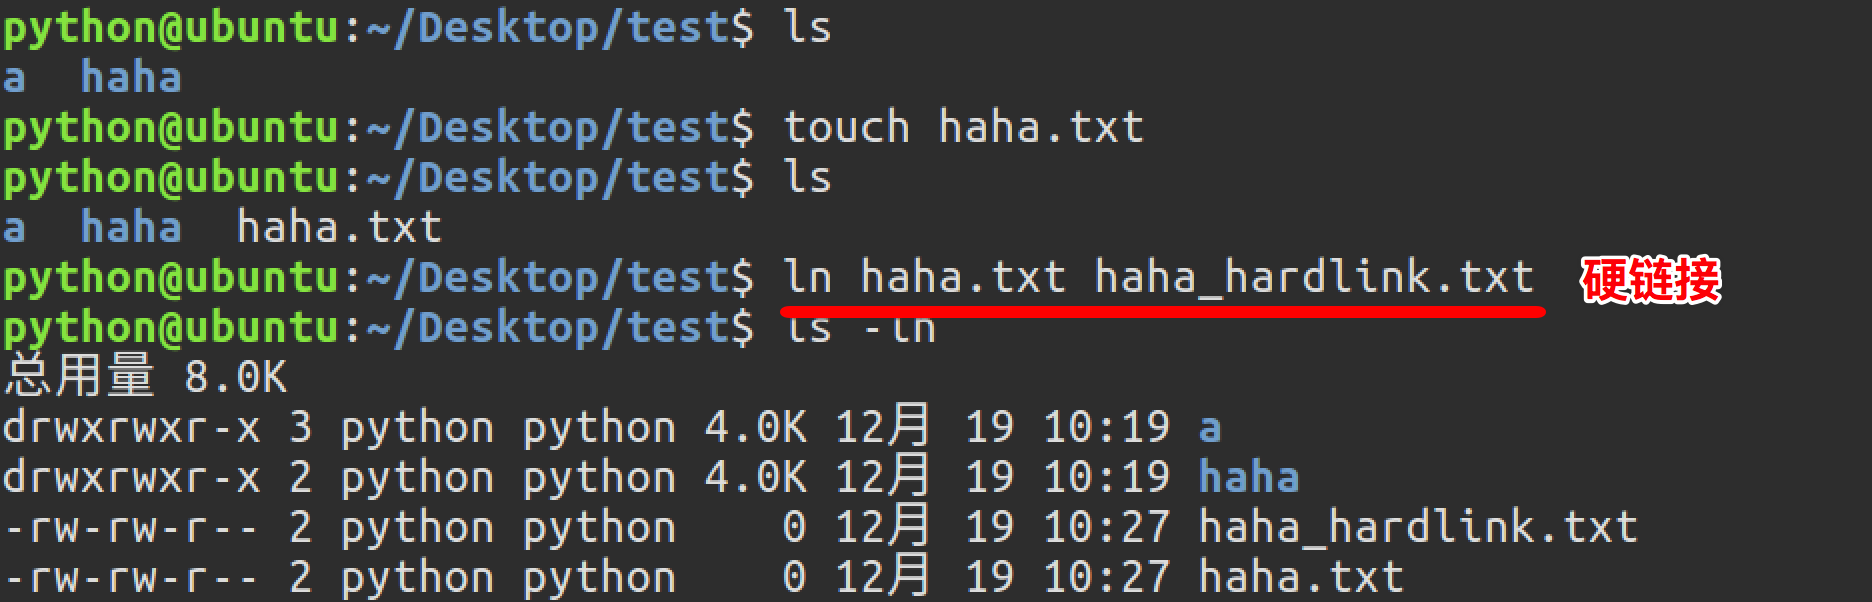 python@ubuntu:~/Desktop/test$ ls
a  haha
python@ubuntu:~/Desktop/test$ touch haha.txt
python@ubuntu:~/Desktop/test$ ls
a  haha  haha.txt
python@ubuntu:~/Desktop/test$ ln haha.txt haha_hardlink.txt 硬链接
python@ubuntu:~/Desktop/test$ ls -lh
总用量 8.0K
drwxrwxr-x 3 python python 4.0K 12月 19 10:19 a
drwxrwxr-x 2 python python 4.0K 12月 19 10:19 haha
-rw-rw-r-- 2 python python    0 12月 19 10:27 haha_hardlink.txt
-rw-rw-r-- 2 python python    0 12月 19 10:27 haha.txt